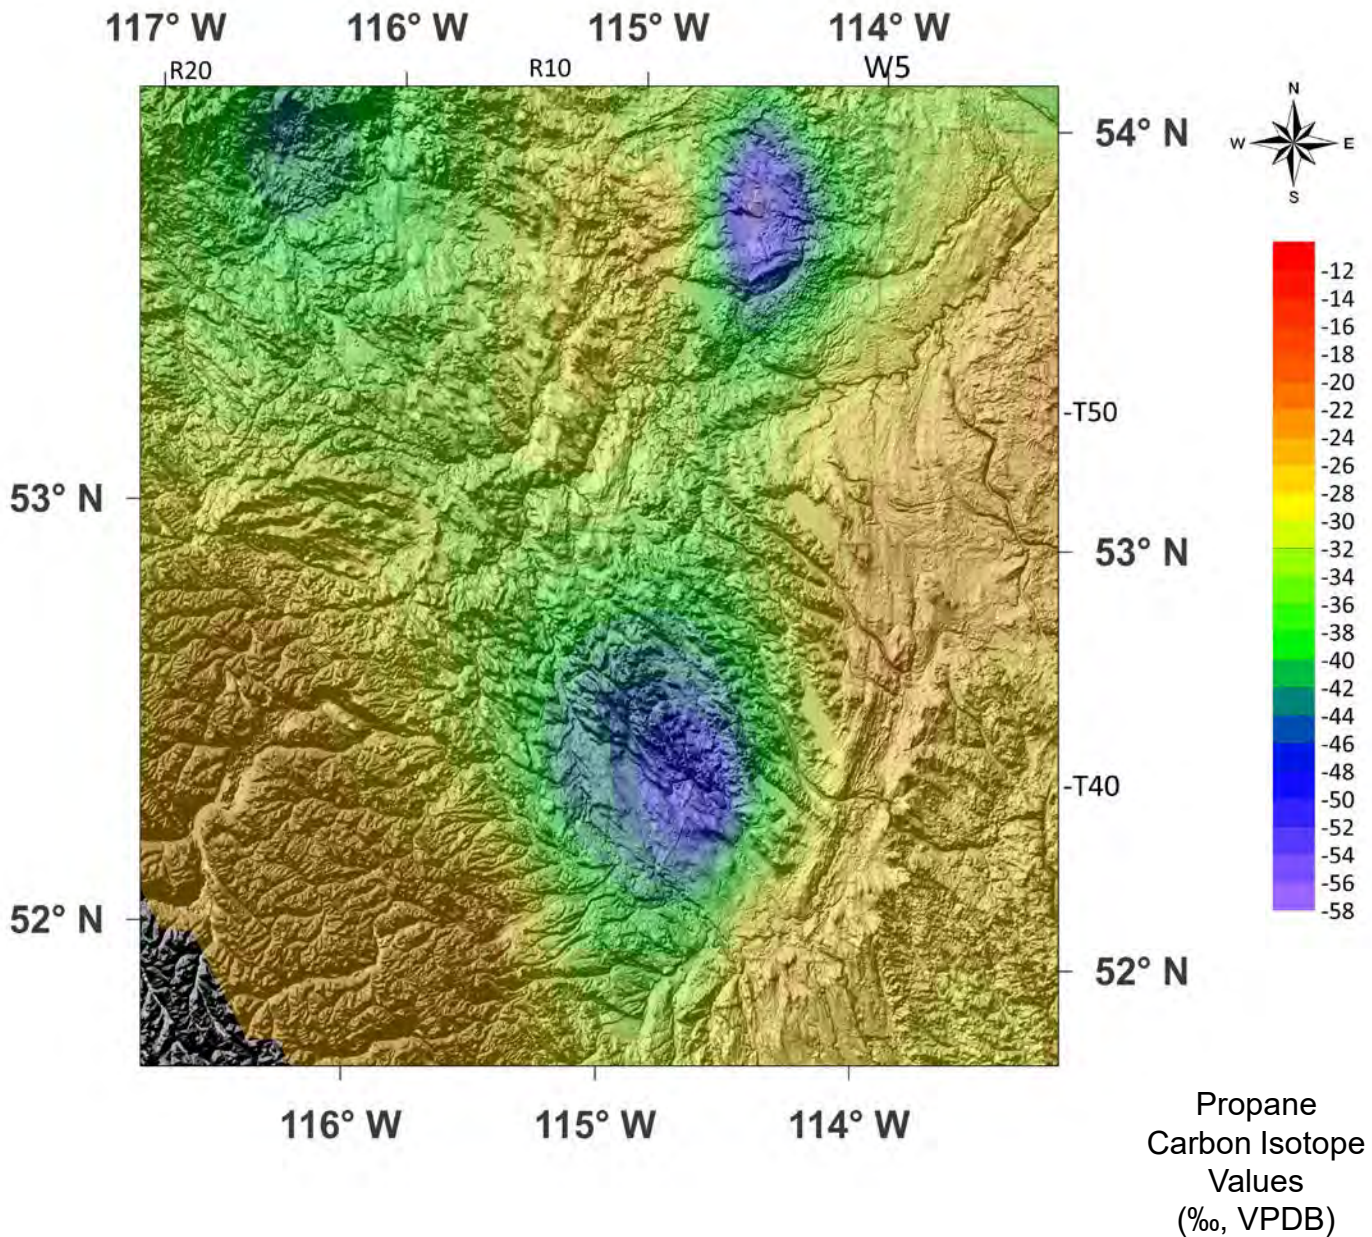 117° W 116° W 115° W 114° W
R20 R10 W5
N
W E
S
54° N
-12
-14
-16
-18
-20
-22
-24
-26
-28
-30
-32
-34
-36
-38
-40
-42
-44
-46
-48
-50
-52
-54
-56
-58
-T50
53° N
53° N
-T40
52° N
52° N
116° W 115° W 114° W
Propane
Carbon Isotope
Values
(‰, VPDB)